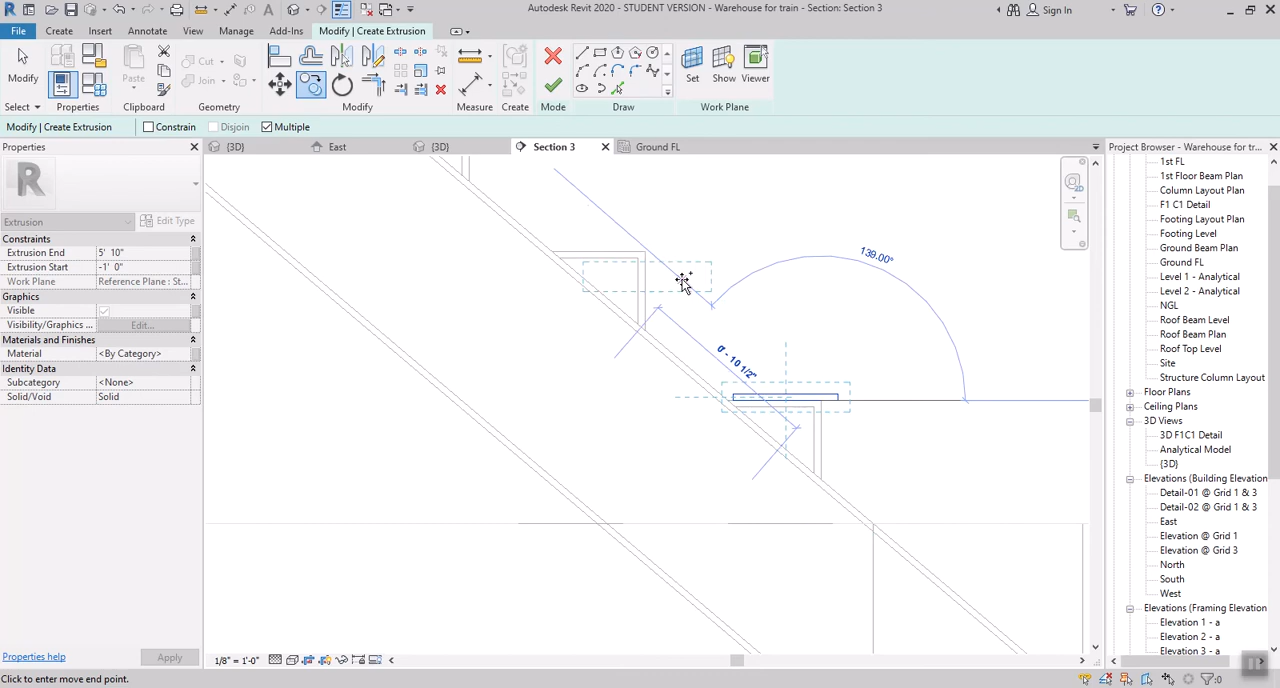 Autodesk Revit 2020 - STUDENT VERSION - Warehouse for train - Section: Section 3
Sign In
File Create Insert Annotate View Manage Add-Ins Modify | Create Extrusion
Modify Paste Cut Join Set Show Viewer
Select Properties Clipboard Geometry Modify Measure Create Mode Draw Work Plane
Modify | Create Extrusion Constrain Disjoin Multiple
Properties
{3D} East {3D} Section 3 Ground FL
Project Browser - Warehouse for tr...
R
Extrusion Edit Type
Constraints
Extrusion End 5' 10"
Extrusion Start -1' 0"
Work Plane Reference Plane : St...
Graphics
Visible
Visibility/Graphics ... Edit...
Materials and Finishes
Material <By Category>
Identity Data
Subcategory <None>
Solid/Void Solid
Properties help Apply
139.00°
0' - 10 1/2"
2D
1st FL
1st Floor Beam Plan
Column Layout Plan
F1 C1 Detail
Footing Layout Plan
Footing Level
Ground Beam Plan
Ground FL
Level 1 - Analytical
Level 2 - Analytical
NGL
Roof Beam Level
Roof Beam Plan
Roof Top Level
Site
Structure Column Layout
Floor Plans
Ceiling Plans
3D Views
3D F1C1 Detail
Analytical Model
{3D}
Elevations (Building Elevation
Detail-01 @ Grid 1 & 3
Detail-02 @ Grid 1 & 3
East
Elevation @ Grid 1
Elevation @ Grid 3
North
South
West
Elevations (Framing Elevation
Elevation 1 - a
Elevation 2 - a
Elevation 3 - a
1/8" = 1'-0"
Click to enter move end point.
:0